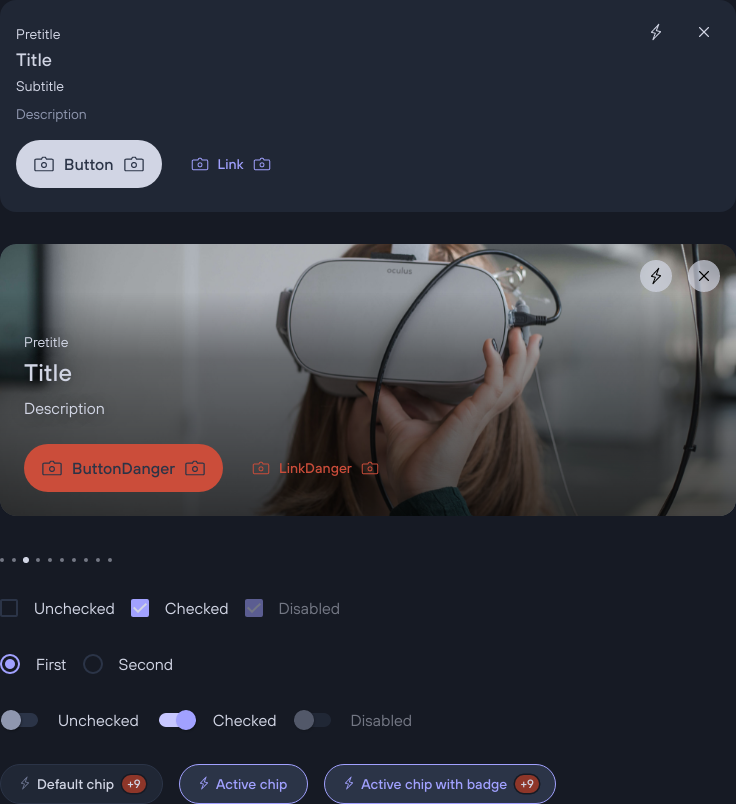 Pretitle
Title
Subtitle
Description
Button Link
oculus
Pretitle
Title
Description
ButtonDanger LinkDanger
Unchecked Checked Disabled
First Second
Unchecked Checked Disabled
Default chip +9 Active chip Active chip with badge +9